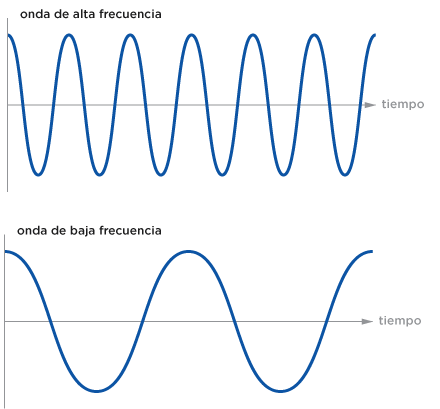 onda de alta frecuencia
tiempo
onda de baja frecuencia
tiempo